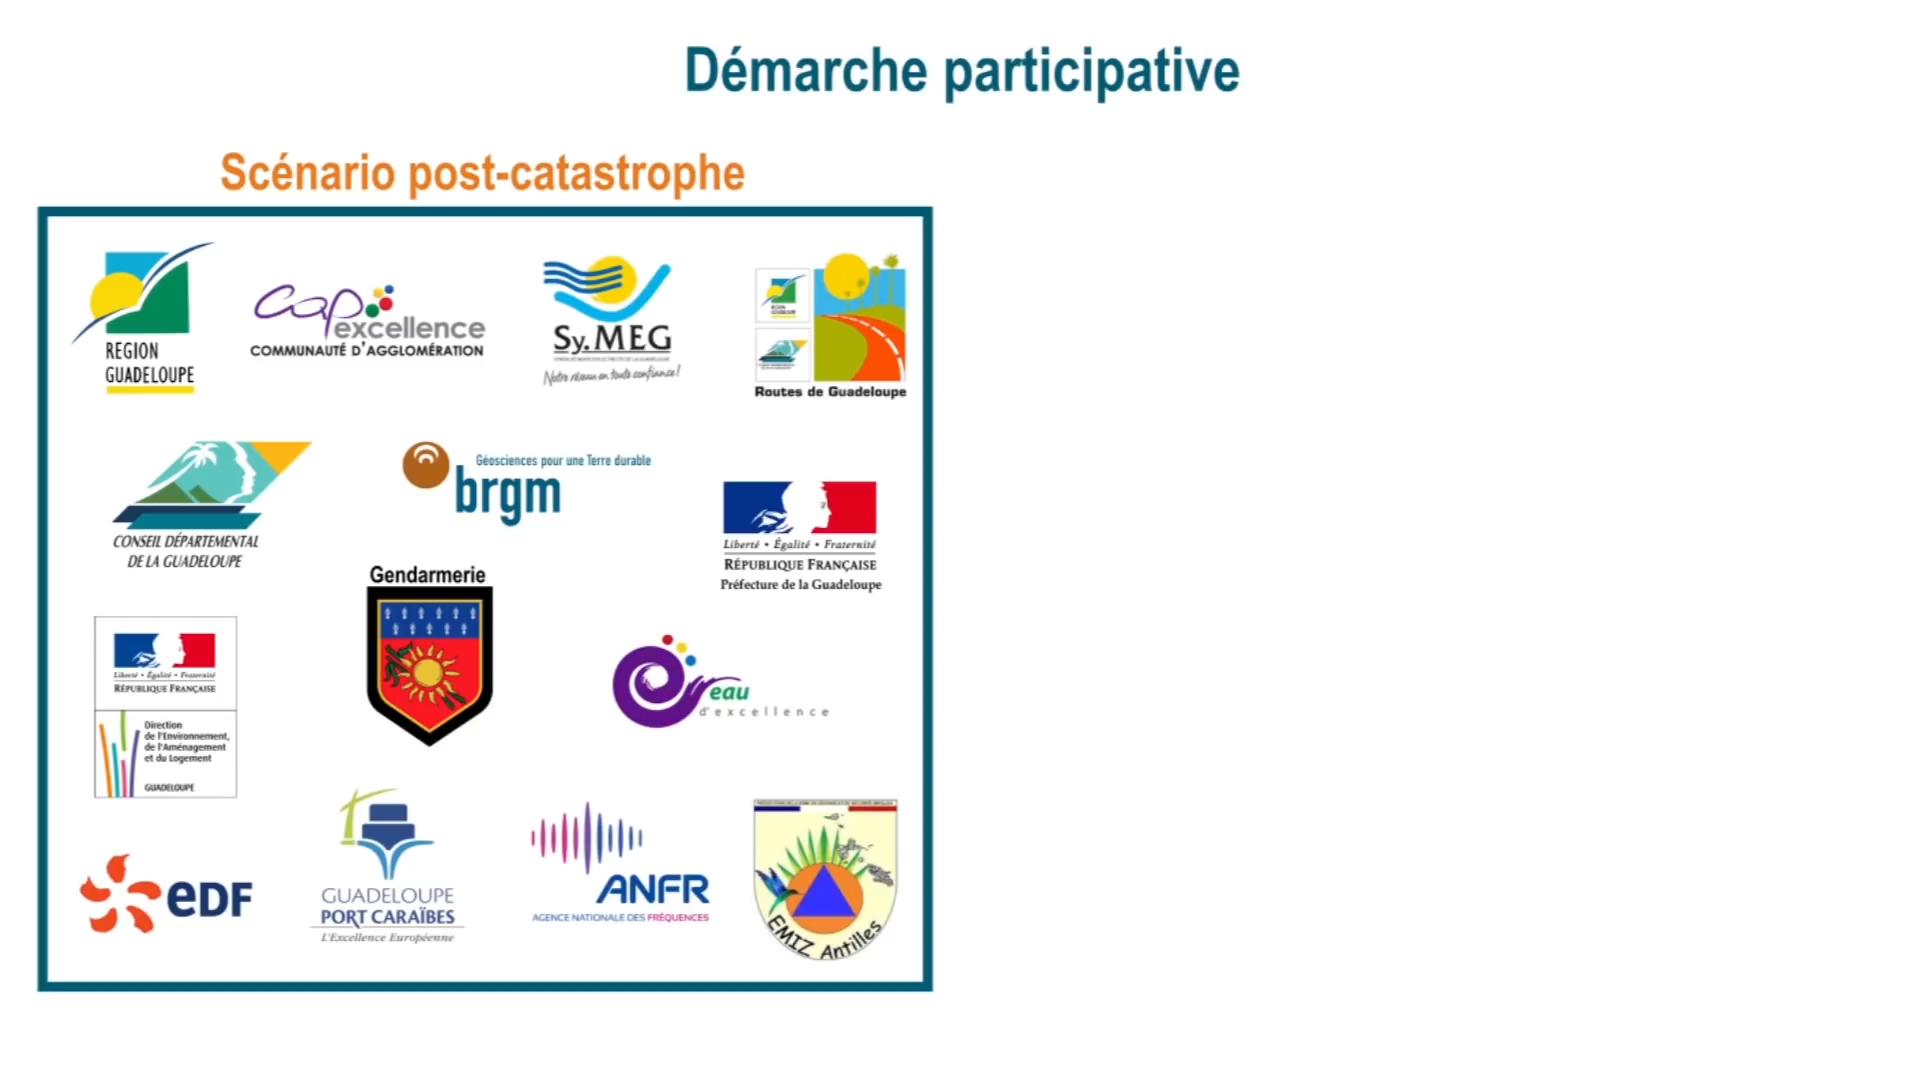 Démarche participative
Scénario post-catastrophe
REGION
GUADELOUPE
Cap
excellence
COMMUNAUTÉ D'AGGLOMÉRATION
Sy.MEG
Notre réseau en toute confiance !
REGION
GUADELOUPE
Routes de Guadeloupe
CONSEIL DÉPARTEMENTAL
DE LA GUADELOUPE
Géosciences pour une Terre durable
brgm
Liberté • Égalité • Fraternité
RÉPUBLIQUE FRANÇAISE
Préfecture de la Guadeloupe
Gendarmerie
Liberté • Égalité • Fraternité
RÉPUBLIQUE FRANÇAISE
Direction
de l'Environnement,
de l'Aménagement
et du Logement
GUADELOUPE
eau
d'excellence
edF
GUADELOUPE
PORT CARAÏBES
L'Excellence Européenne
ANFR
AGENCE NATIONALE DES FRÉQUENCES
EMIZ Antilles